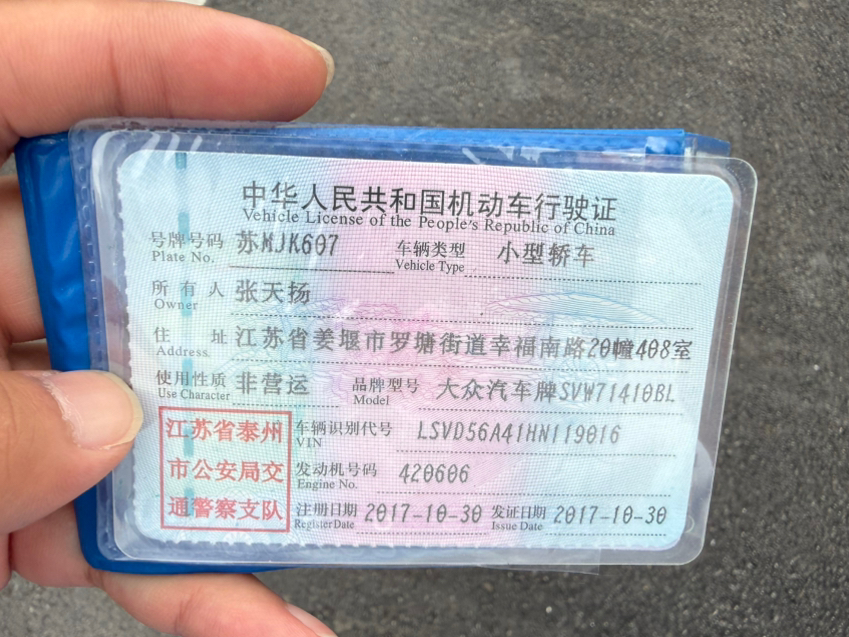 中华人民共和国机动车行驶证
Vehicle License of the People's Republic of China
号牌号码 苏MJK607 车辆类型 小型轿车
Plate No. Vehicle Type
所有人 张天扬
Owner
住址 江苏省姜堰市罗塘街道幸福南路20幢408室
Address
使用性质 非营运 品牌型号 大众汽车牌SVW71410BL
Use Character Model
江苏省泰州
市公安局交
通警察支队
车辆识别代号 LSVD56A41HN119016
VIN
发动机号码 420606
Engine No.
注册日期 2017-10-30 发证日期 2017-10-30
Register Date Issue Date